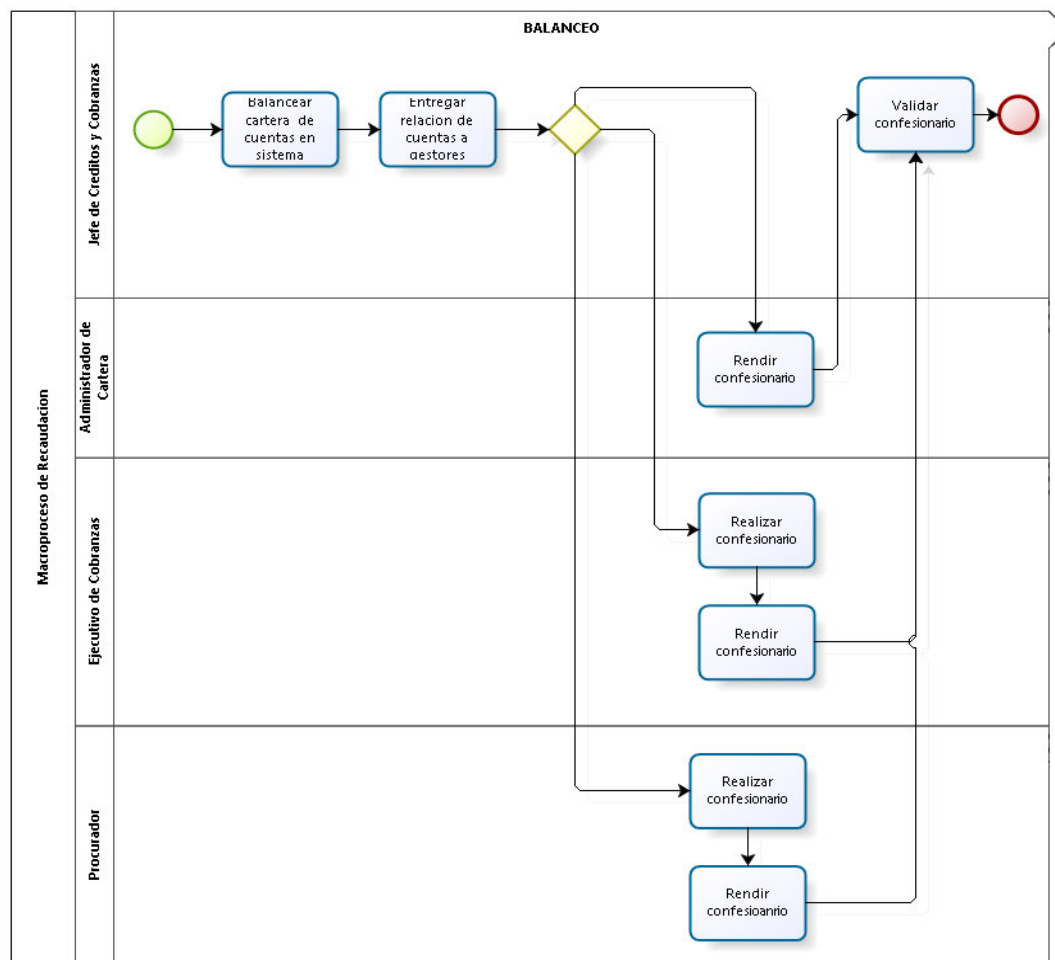 BALANCEO
Macroproceso de Recaudacion
Jefe de Creditos y Cobranzas
Balancear
cartera de
cuentas en
sistema
Entregar
relacion de
cuentas a
gestores
Validar
confesionario
Administrador de
Cartera
Rendir
confesionario
Ejecutivo de Cobranzas
Realizar
confesionario
Rendir
confesionario
Procurador
Realizar
confesionario
Rendir
confesioanrio